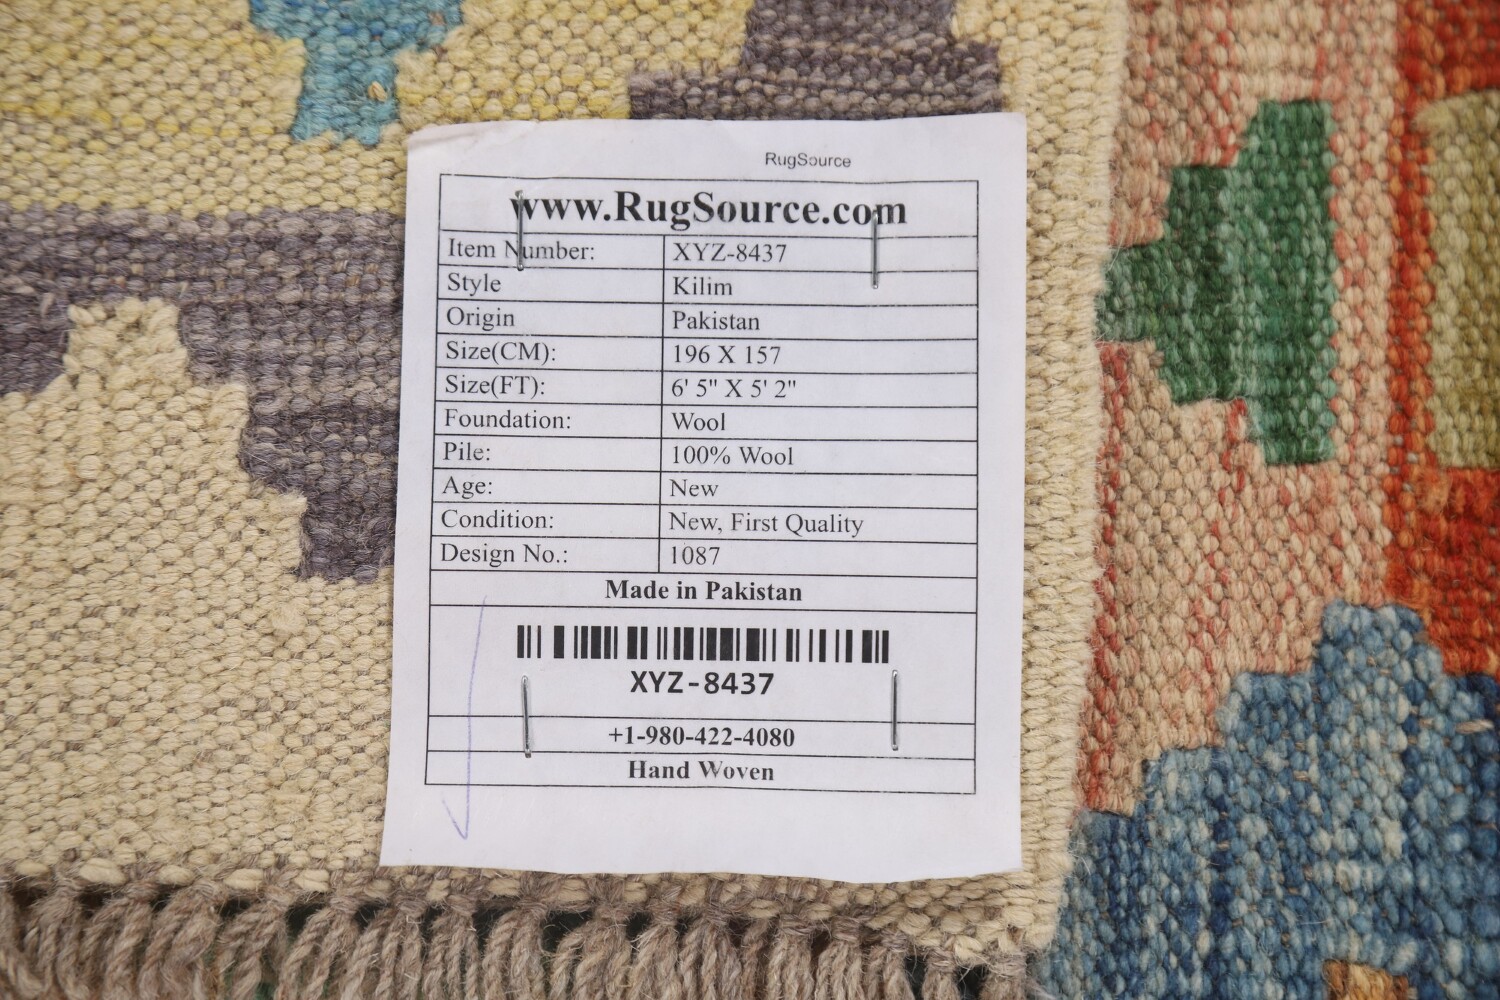 RugSource
www.RugSource.com
Item Number: XYZ-8437
Style Kilim
Origin Pakistan
Size(CM): 196 X 157
Size(FT): 6' 5" X 5' 2"
Foundation: Wool
Pile: 100% Wool
Age: New
Condition: New, First Quality
Design No.: 1087
Made in Pakistan
XYZ-8437
+1-980-422-4080
Hand Woven